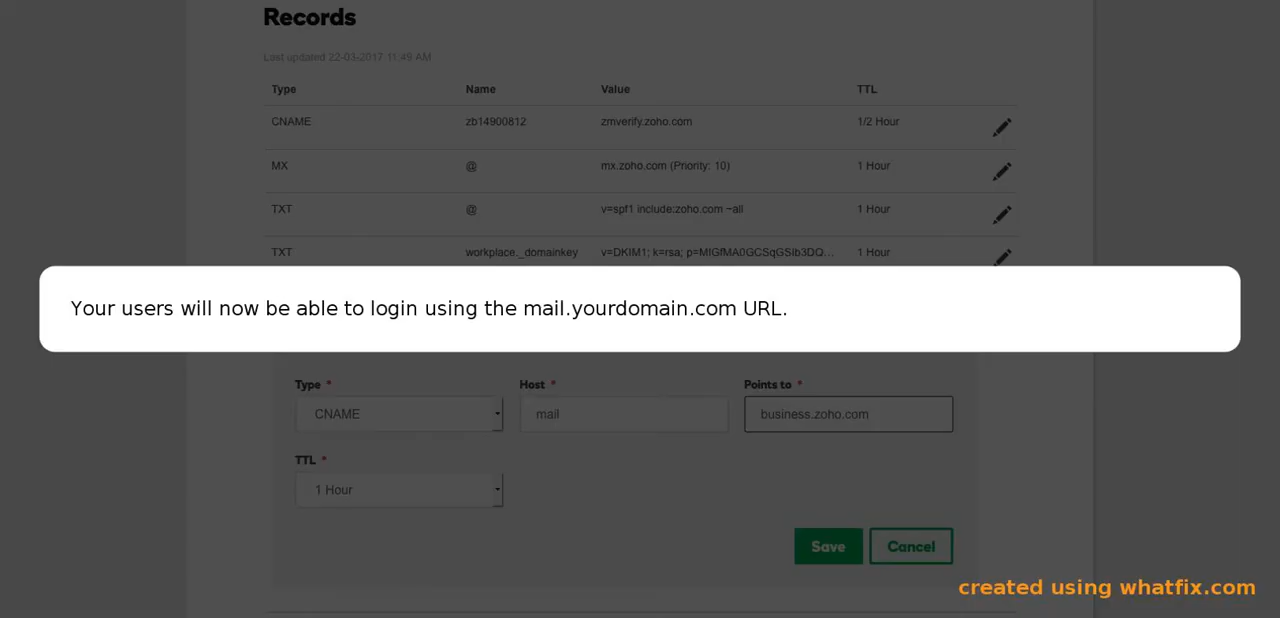 Records
Last updated 22-03-2017 11:49 AM
Type Name Value TTL
CNAME zb14900812 zmverify.zoho.com 1/2 Hour
MX @ mx.zoho.com (Priority: 10) 1 Hour
TXT @ v=spf1 include:zoho.com ~all 1 Hour
TXT workplace._domainkey v=DKIM1; k=rsa; p=MIGfMA0GCSqGSIb3DQ... 1 Hour
Your users will now be able to login using the mail.yourdomain.com URL.
Type * Host * Points to *
CNAME mail business.zoho.com
TTL *
1 Hour
Save Cancel
created using whatfix.com